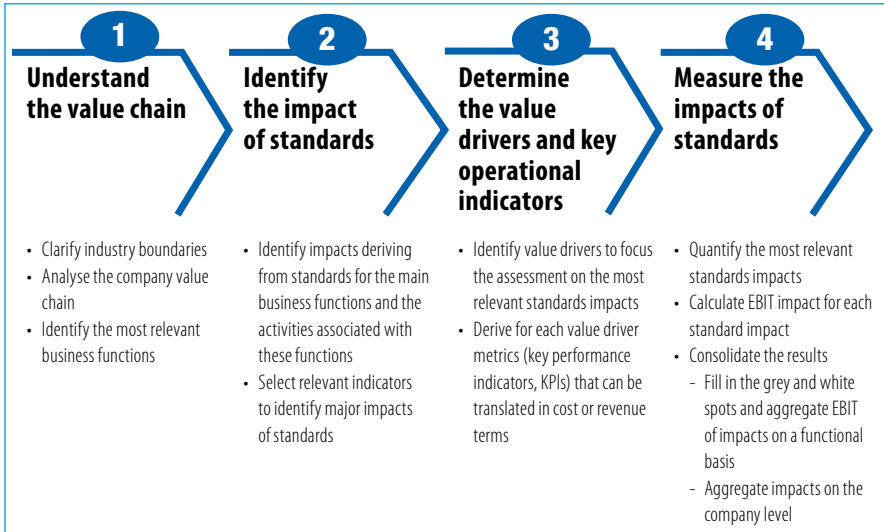 1
Understand
the value chain
• Clarify industry boundaries
• Analyse the company value
chain
• Identify the most relevant
business functions
2
Identify
the impact
of standards
• Identify impacts deriving
from standards for the main
business functions and the
activities associated with
these functions
• Select relevant indicators
to identify major impacts
of standards
3
Determine
the value
drivers and key
operational
indicators
• Identify value drivers to focus
the assessment on the most
relevant standards impacts
• Derive for each value driver
metrics (key performance
indicators, KPIs) that can be
translated in cost or revenue
terms
4
Measure the
impacts of
standards
• Quantify the most relevant
standards impacts
• Calculate EBIT impact for each
standard impact
• Consolidate the results
- Fill in the grey and white
spots and aggregate EBIT
of impacts on a functional
basis
- Aggregate impacts on the
company level